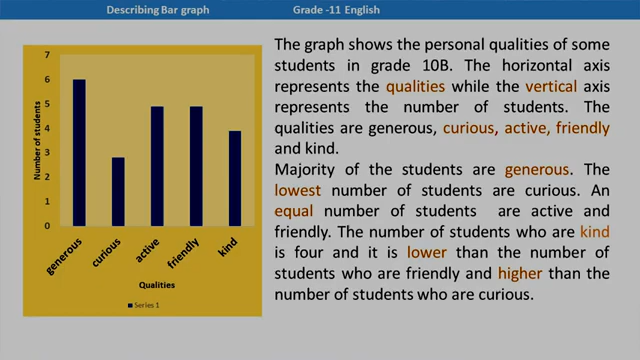 Describing Bar graph
Grade -11 English
7
6
5
4
3
2
1
0
Number of students
generous
curious
active
friendly
kind
Qualities
Series 1
The graph shows the personal qualities of some
students in grade 10B. The horizontal axis
represents the qualities while the vertical axis
represents the number of students. The
qualities are generous, curious, active, friendly
and kind.
Majority of the students are generous. The
lowest number of students are curious. An
equal number of students are active and
friendly. The number of students who are kind
is four and it is lower than the number of
students who are friendly and higher than the
number of students who are curious.